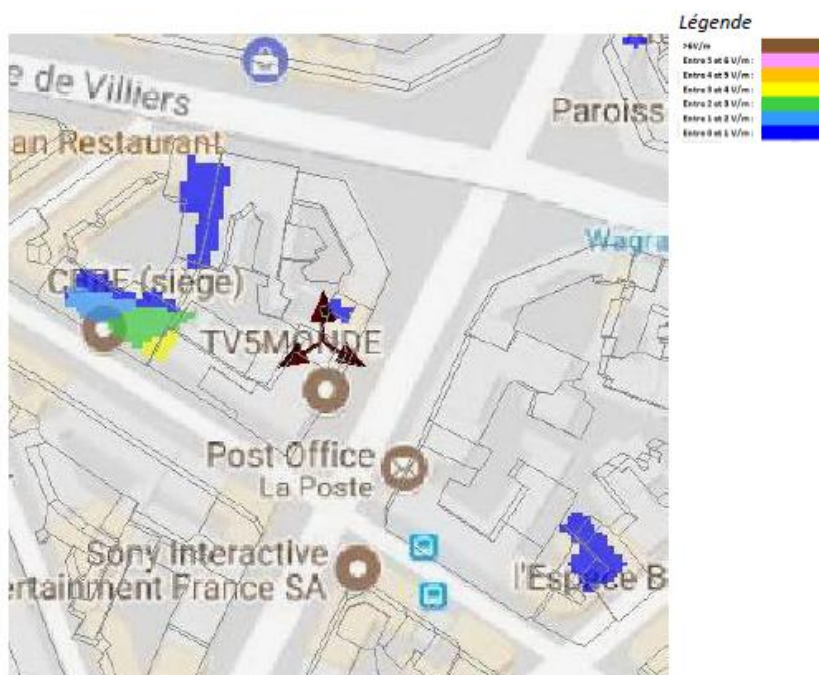 Légende
>6V/m
Entre 5 et 6 V/m :
Entre 4 et 5 V/m :
Entre 3 et 4 V/m :
Entre 2 et 3 V/m :
Entre 1 et 2 V/m :
Entre 0 et 1 V/m :
e de Villiers
an Restaurant
Paroiss
Wagra
(siège)
TV5MONDE
Post Office
La Poste
Sony Interactive
ertainment France SA
l'Espace B